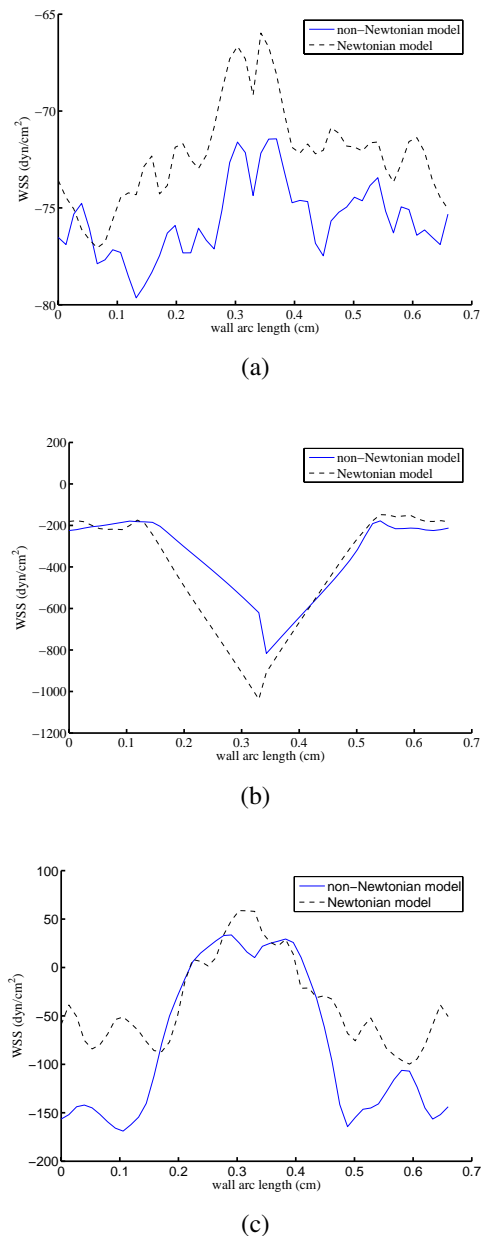 −65
non−Newtonian model
Newtonian model
−70
WSS (dyn/cm²)
−75
−80
0 0.1 0.2 0.3 0.4 0.5 0.6 0.7
wall arc length (cm)
(a)
200
non−Newtonian model
0
Newtonian model
−200
−400
WSS (dyn/cm²)
−600
−800
−1000
−1200
0 0.1 0.2 0.3 0.4 0.5 0.6 0.7
wall arc length (cm)
(b)
100
non−Newtonian model
50
Newtonian model
0
WSS (dyn/cm²)
−50
−100
−150
−200
0 0.1 0.2 0.3 0.4 0.5 0.6 0.7
wall arc length (cm)
(c)